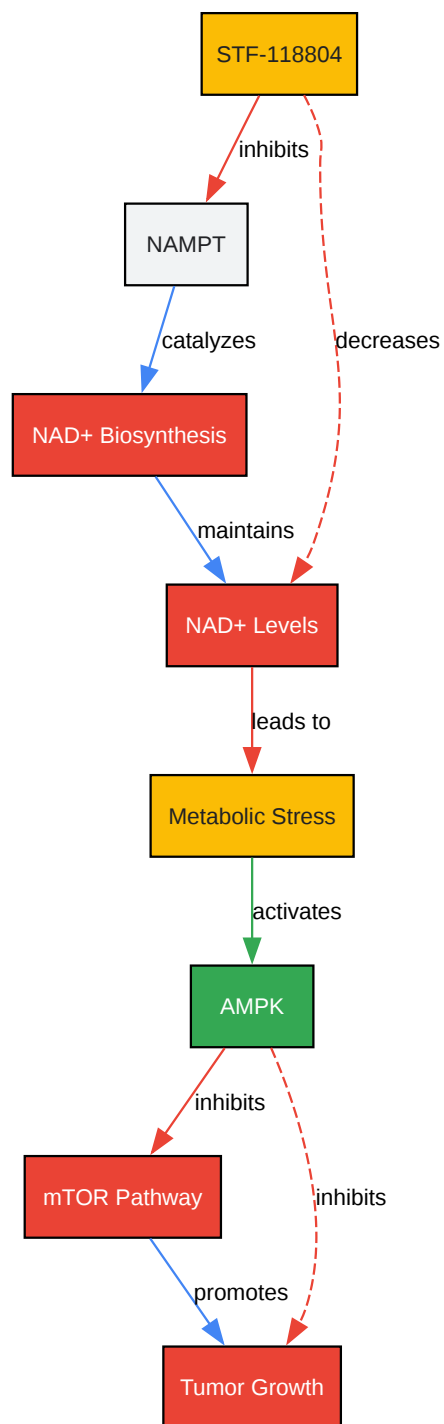 STF-118804
inhibits
NAMPT
decreases
catalyzes
NAD+ Biosynthesis
maintains
NAD+ Levels
leads to
Metabolic Stress
activates
AMPK
inhibits
mTOR Pathway
inhibits
promotes
Tumor Growth